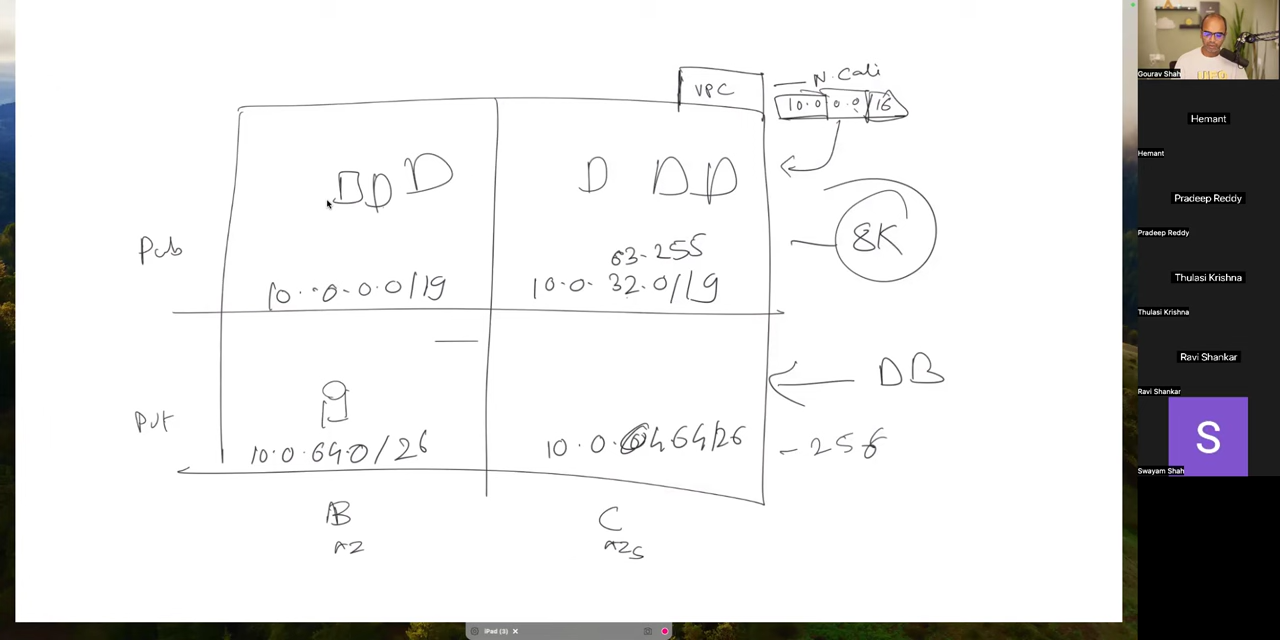 VPC
N. Cali
10.0 0.0 16
D D D
D D D
Pub
63-255
8K
10.0.0.0/19
10.0.32.0/19
DB
Pvt
10.0.64.0/26
10.0.64 64/26
- 256
B
C
AZ
AZs
iPad (3)
Gourav Shah
Hemant
Hemant
Pradeep Reddy
Pradeep Reddy
Thulasi Krishna
Thulasi Krishna
Ravi Shankar
Ravi Shankar
S
Swayam Shah